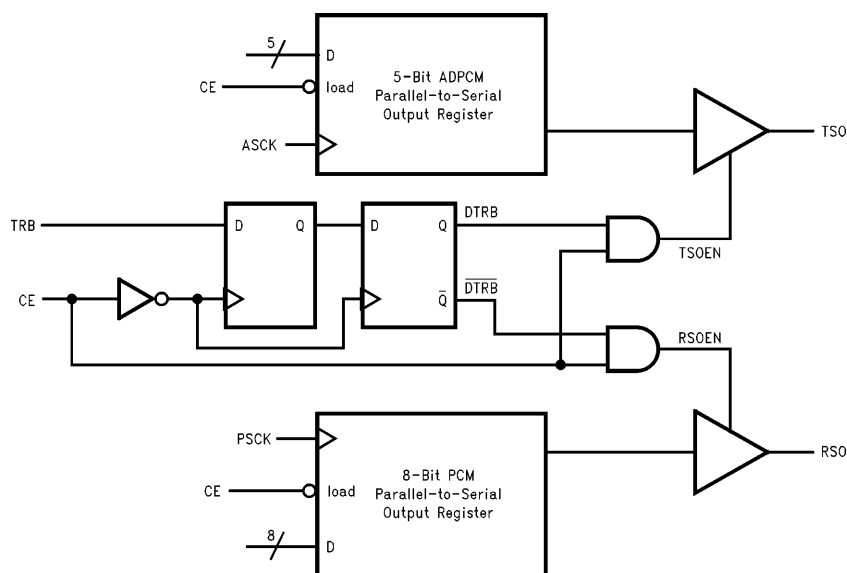 5
D
CE
load
5-Bit ADPCM
Parallel-to-Serial
Output Register
ASCK
TSO
TRB
D
Q
D
Q
DTRB
TSOEN
CE
Q̅
D̅T̅R̅B̅
RSOEN
PSCK
RSO
8-Bit PCM
Parallel-to-Serial
Output Register
CE
load
8
D